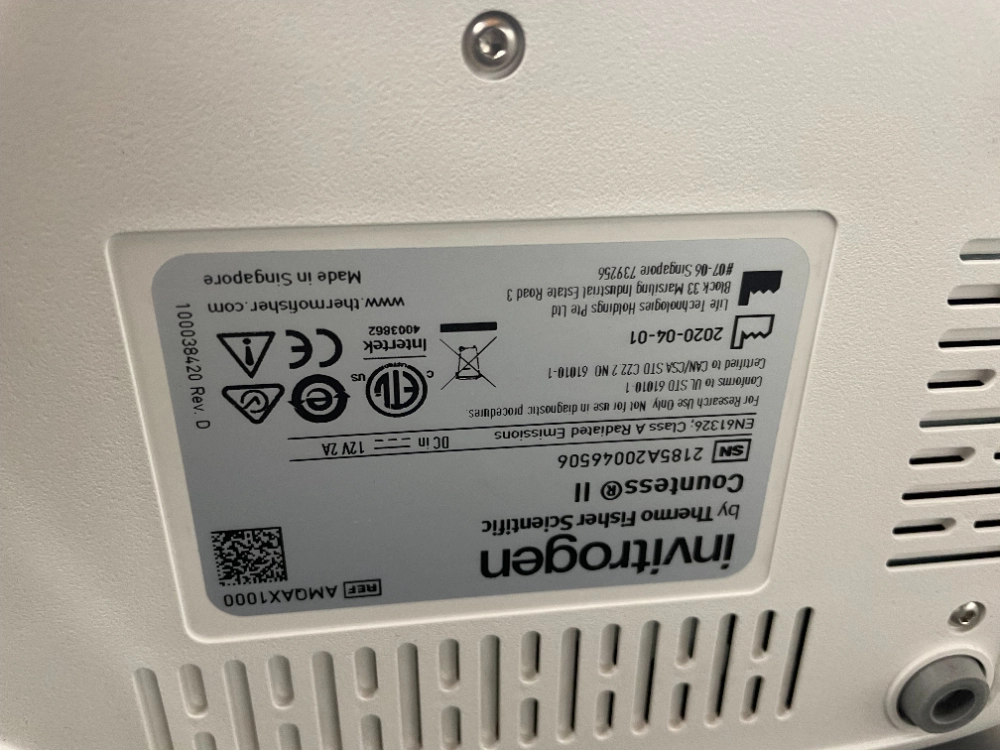 invitrogen
by Thermo Fisher Scientific
Countess® II
REF AMQAX1000
SN 2185A20046506
DC in 12V 2A
EN61326; Class A Radiated Emissions
For Research Use Only. Not for use in diagnostic procedures.
Conforms to UL STD 61010-1
Certified to CAN/CSA STD C22.2 NO. 61010-1
2020-04-01
Life Technologies Holdings Pte Ltd
Block 33 Marsiling Industrial Estate Road 3
#07-06 Singapore 739256
C ETL US
Intertek
4003862
e
CE
www.thermofisher.com
Made in Singapore
100038420 Rev. D